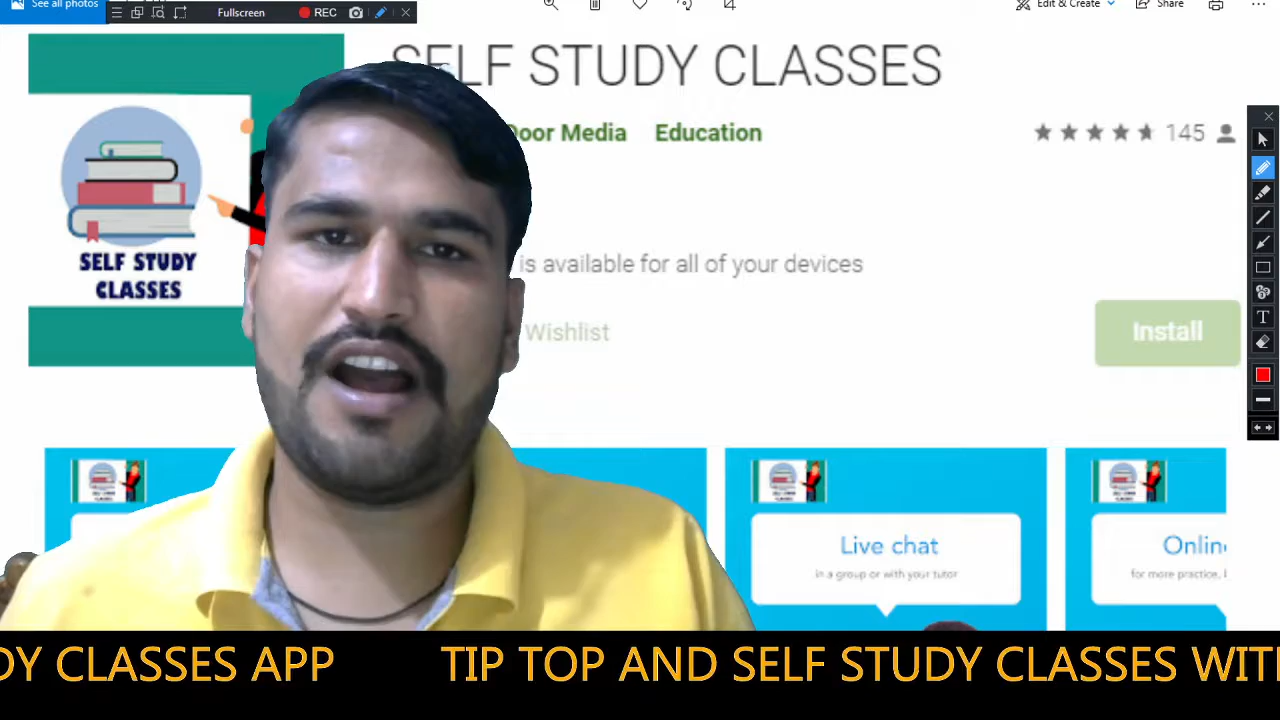 See all photos
Fullscreen
REC
Edit & Create
Share
SELF STUDY CLASSES
Door Media Education
145
SELF STUDY
CLASSES
is available for all of your devices
Wishlist
Install
Live chat
in a group or with your tutor
Onlin
for more practice,
DY CLASSES APP TIP TOP AND SELF STUDY CLASSES WIT